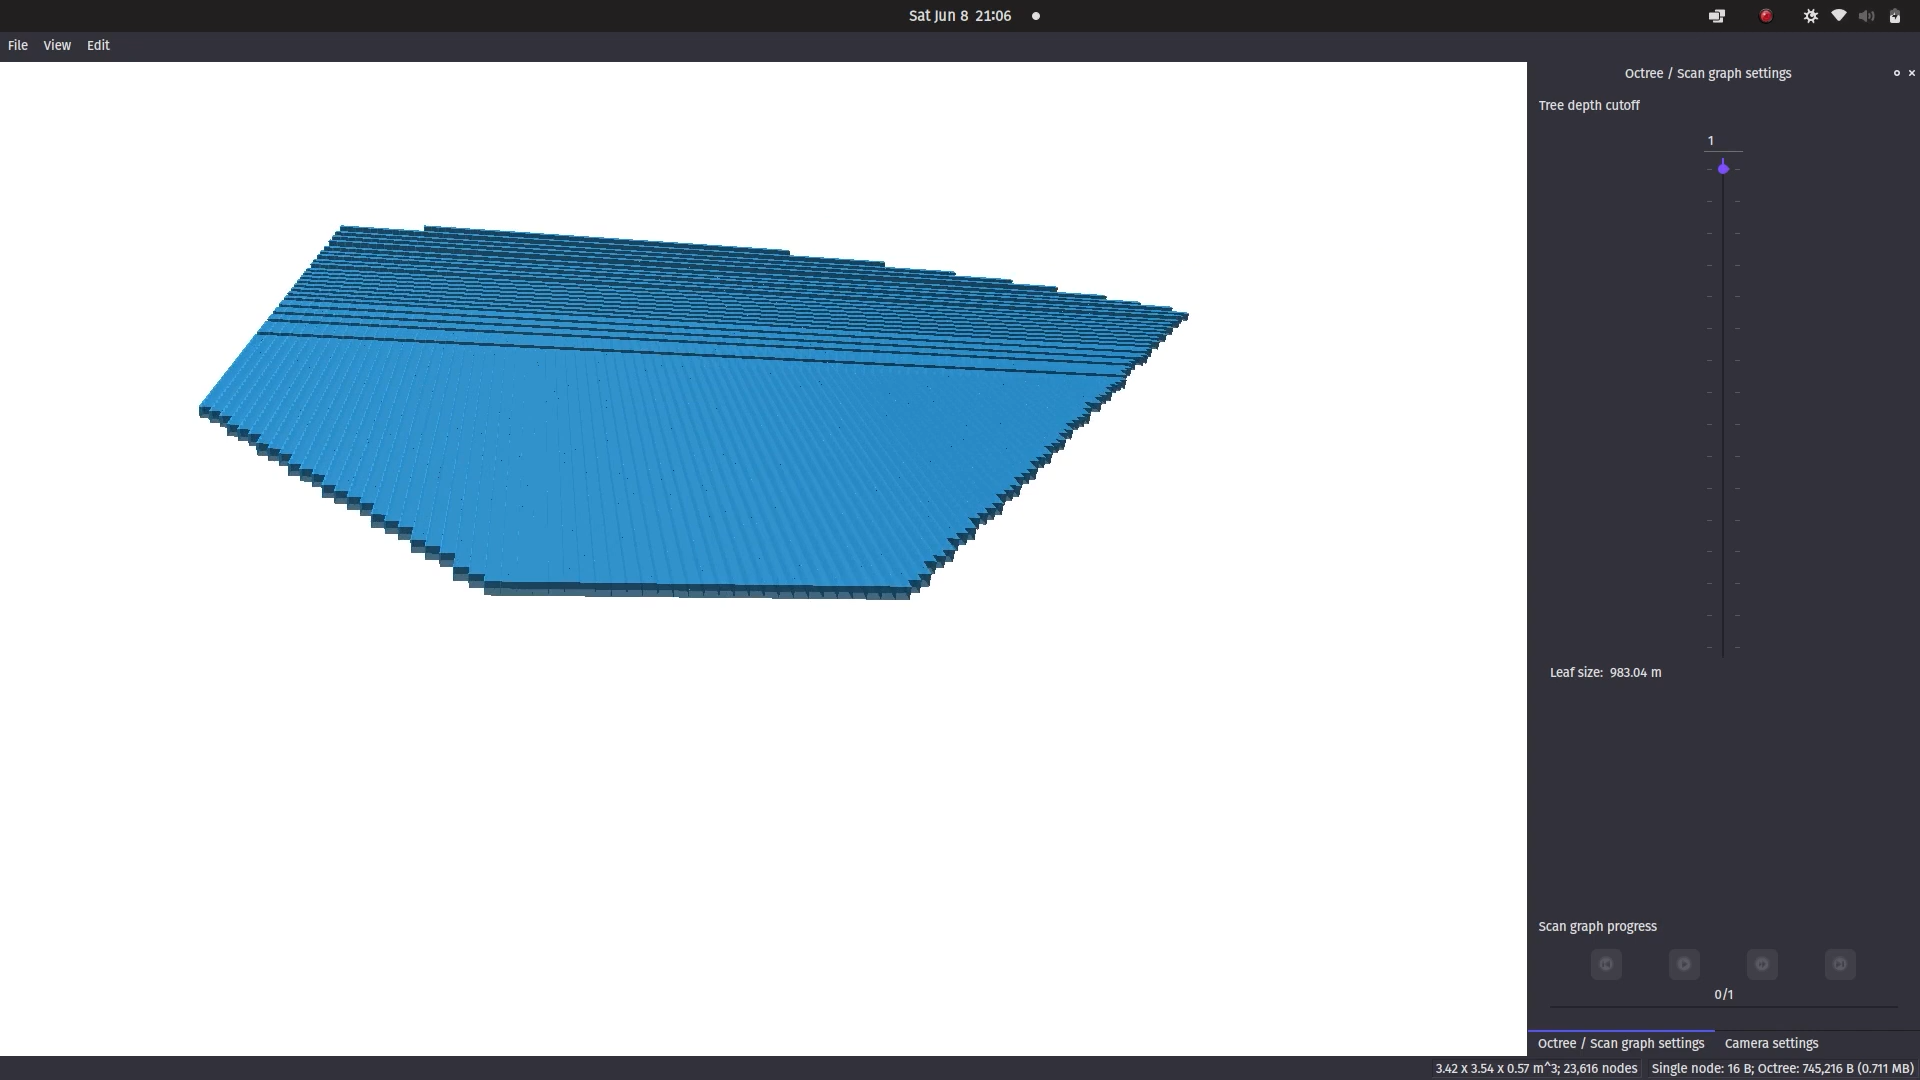 Sat Jun 8 21:06
File View Edit
Octree / Scan graph settings
Tree depth cutoff
1
Leaf size: 983.04 m
Scan graph progress
0/1
Octree / Scan graph settings Camera settings
3.42 x 3.54 x 0.57 m^3; 23,616 nodes Single node: 16 B; Octree: 745,216 B (0.711 MB)